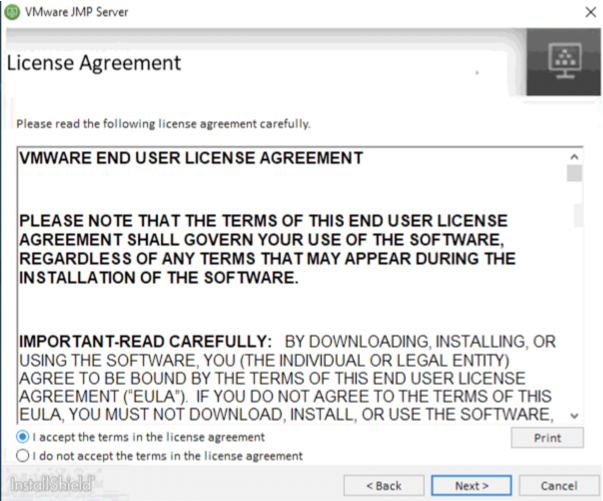 VMware JMP Server
License Agreement
Please read the following license agreement carefully.
VMWARE END USER LICENSE AGREEMENT
PLEASE NOTE THAT THE TERMS OF THIS END USER LICENSE
AGREEMENT SHALL GOVERN YOUR USE OF THE SOFTWARE,
REGARDLESS OF ANY TERMS THAT MAY APPEAR DURING THE
INSTALLATION OF THE SOFTWARE.
IMPORTANT-READ CAREFULLY: BY DOWNLOADING, INSTALLING, OR
USING THE SOFTWARE, YOU (THE INDIVIDUAL OR LEGAL ENTITY)
AGREE TO BE BOUND BY THE TERMS OF THIS END USER LICENSE
AGREEMENT (“EULA”). IF YOU DO NOT AGREE TO THE TERMS OF THIS
EULA, YOU MUST NOT DOWNLOAD, INSTALL, OR USE THE SOFTWARE,
I accept the terms in the license agreement
Print
I do not accept the terms in the license agreement
InstallShield
< Back Next > Cancel